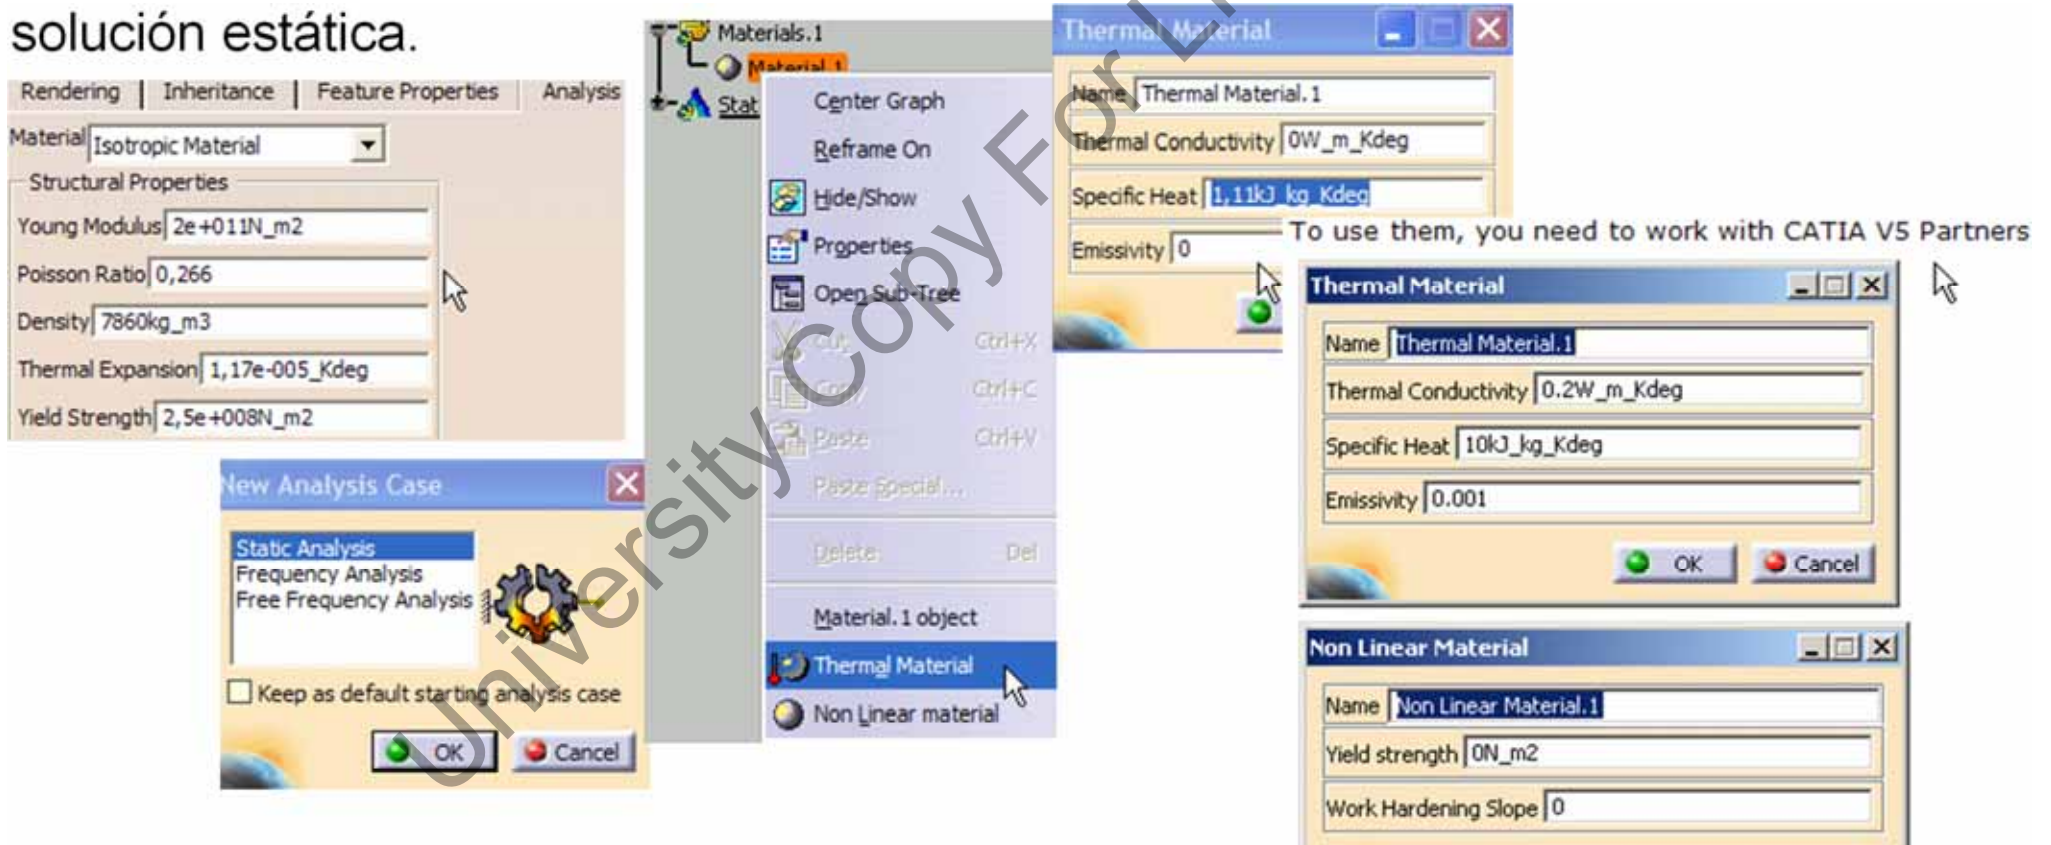 solución estática.
Rendering Inheritance Feature Properties Analysis
Material Isotropic Material
Structural Properties
Young Modulus 2e+011N_m2
Poisson Ratio 0,266
Density 7860kg_m3
Thermal Expansion 1,17e-005_Kdeg
Yield Strength 2,5e+008N_m2
New Analysis Case
Static Analysis
Frequency Analysis
Free Frequency Analysis
Keep as default starting analysis case
OK Cancel
Materials.1
Material.1
Stat
Center Graph
Reframe On
Hide/Show
Properties
Open Sub-Tree
Cut Ctrl+X
Copy Ctrl+C
Paste Ctrl+V
Paste Special...
Delete Del
Material.1 object
Thermal Material
Non Linear material
Thermal Material
Name Thermal Material.1
Thermal Conductivity 0W_m_Kdeg
Specific Heat 1,11kJ_kg_Kdeg
Emissivity 0
To use them, you need to work with CATIA V5 Partners
Thermal Material
Name Thermal Material.1
Thermal Conductivity 0.2W_m_Kdeg
Specific Heat 10kJ_kg_Kdeg
Emissivity 0.001
OK Cancel
Non Linear Material
Name Non Linear Material.1
Yield strength 0N_m2
Work Hardening Slope 0
University Copy For